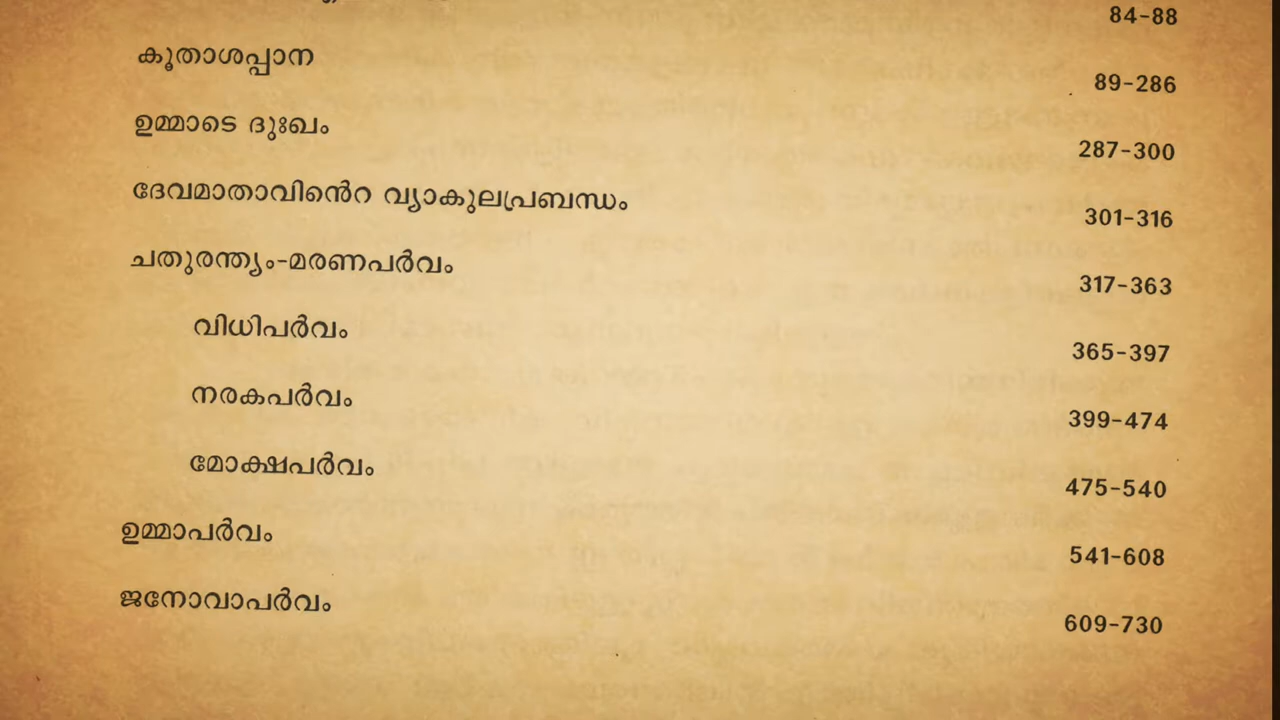 84-88
കൂതാശപ്പാന
89-286
ഉമ്മാടെ ദുഃഖം
287-300
ദേവമാതാവിൻെറ വ്യാകുലപ്രബന്ധം
301-316
ചതുരന്ത്യം-മരണപർവം
317-363
വിധിപർവം
365-397
നരകപർവം
399-474
മോക്ഷപർവം
475-540
ഉമ്മാപർവം
541-608
ജനോവാപർവം
609-730